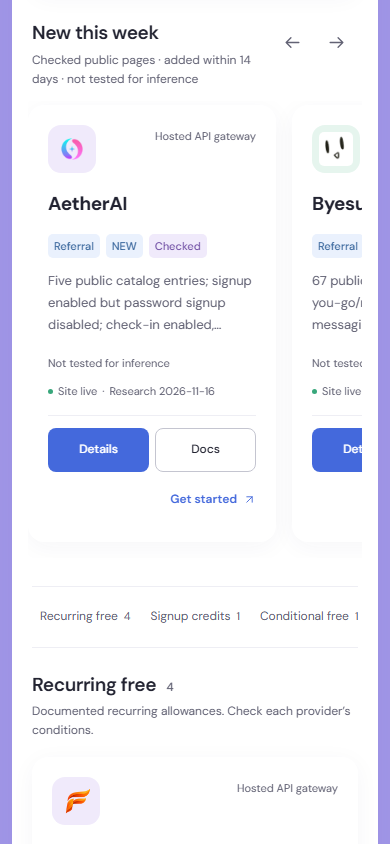 New this week
Checked public pages · added within 14
days · not tested for inference
Hosted API gateway
AetherAI
Referral NEW Checked
Five public catalog entries; signup
enabled but password signup
disabled; check-in enabled,...
Not tested for inference
Site live · Research 2026-11-16
Details Docs
Get started
Byesu
Referral
67 public
you-go/
messagi
Not tested
Site live
Det
Recurring free 4 Signup credits 1 Conditional free 1
Recurring free 4
Documented recurring allowances. Check each provider's
conditions.
Hosted API gateway